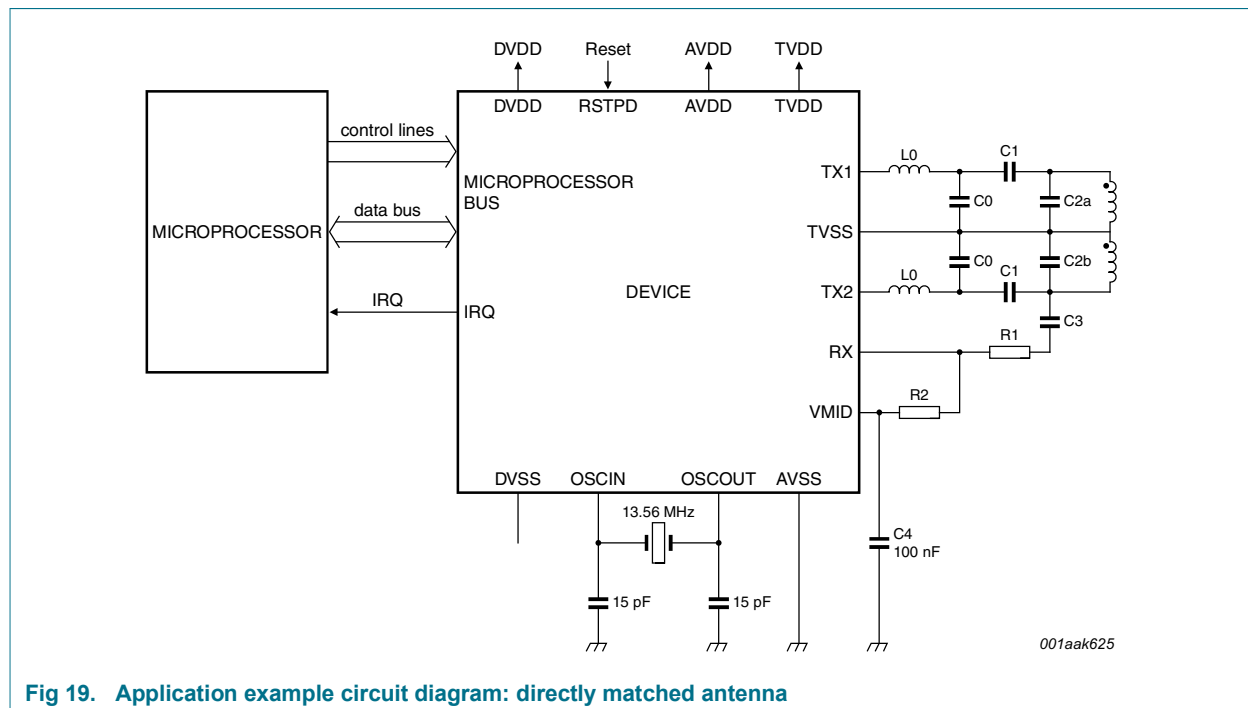 DVDD Reset AVDD TVDD
DVDD RSTPD AVDD TVDD
control lines
MICROPROCESSOR
BUS
data bus
MICROPROCESSOR
IRQ
IRQ
DEVICE
TX1
L0
C1
C0
C2a
TVSS
C0
C2b
C1
TX2
L0
C3
R1
RX
R2
VMID
DVSS OSCIN OSCOUT AVSS
13.56 MHz
C4
100 nF
15 pF 15 pF
001aak625
Fig 19. Application example circuit diagram: directly matched antenna